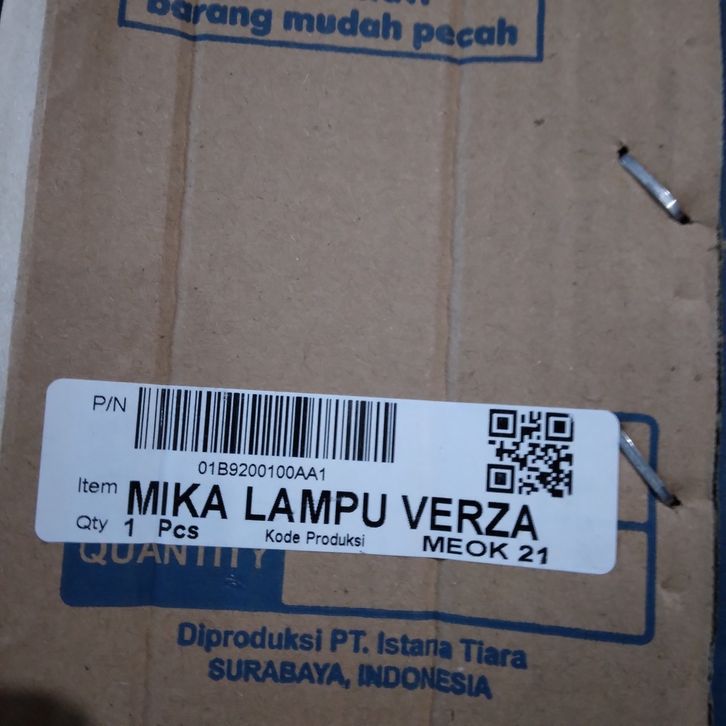 barang mudah pecah
P/N
01B9200100AA1
Item MIKA LAMPU VERZA
Qty 1 Pcs Kode Produksi MEOK 21
QUANTITY
Diproduksi PT. Istana Tiara
SURABAYA, INDONESIA